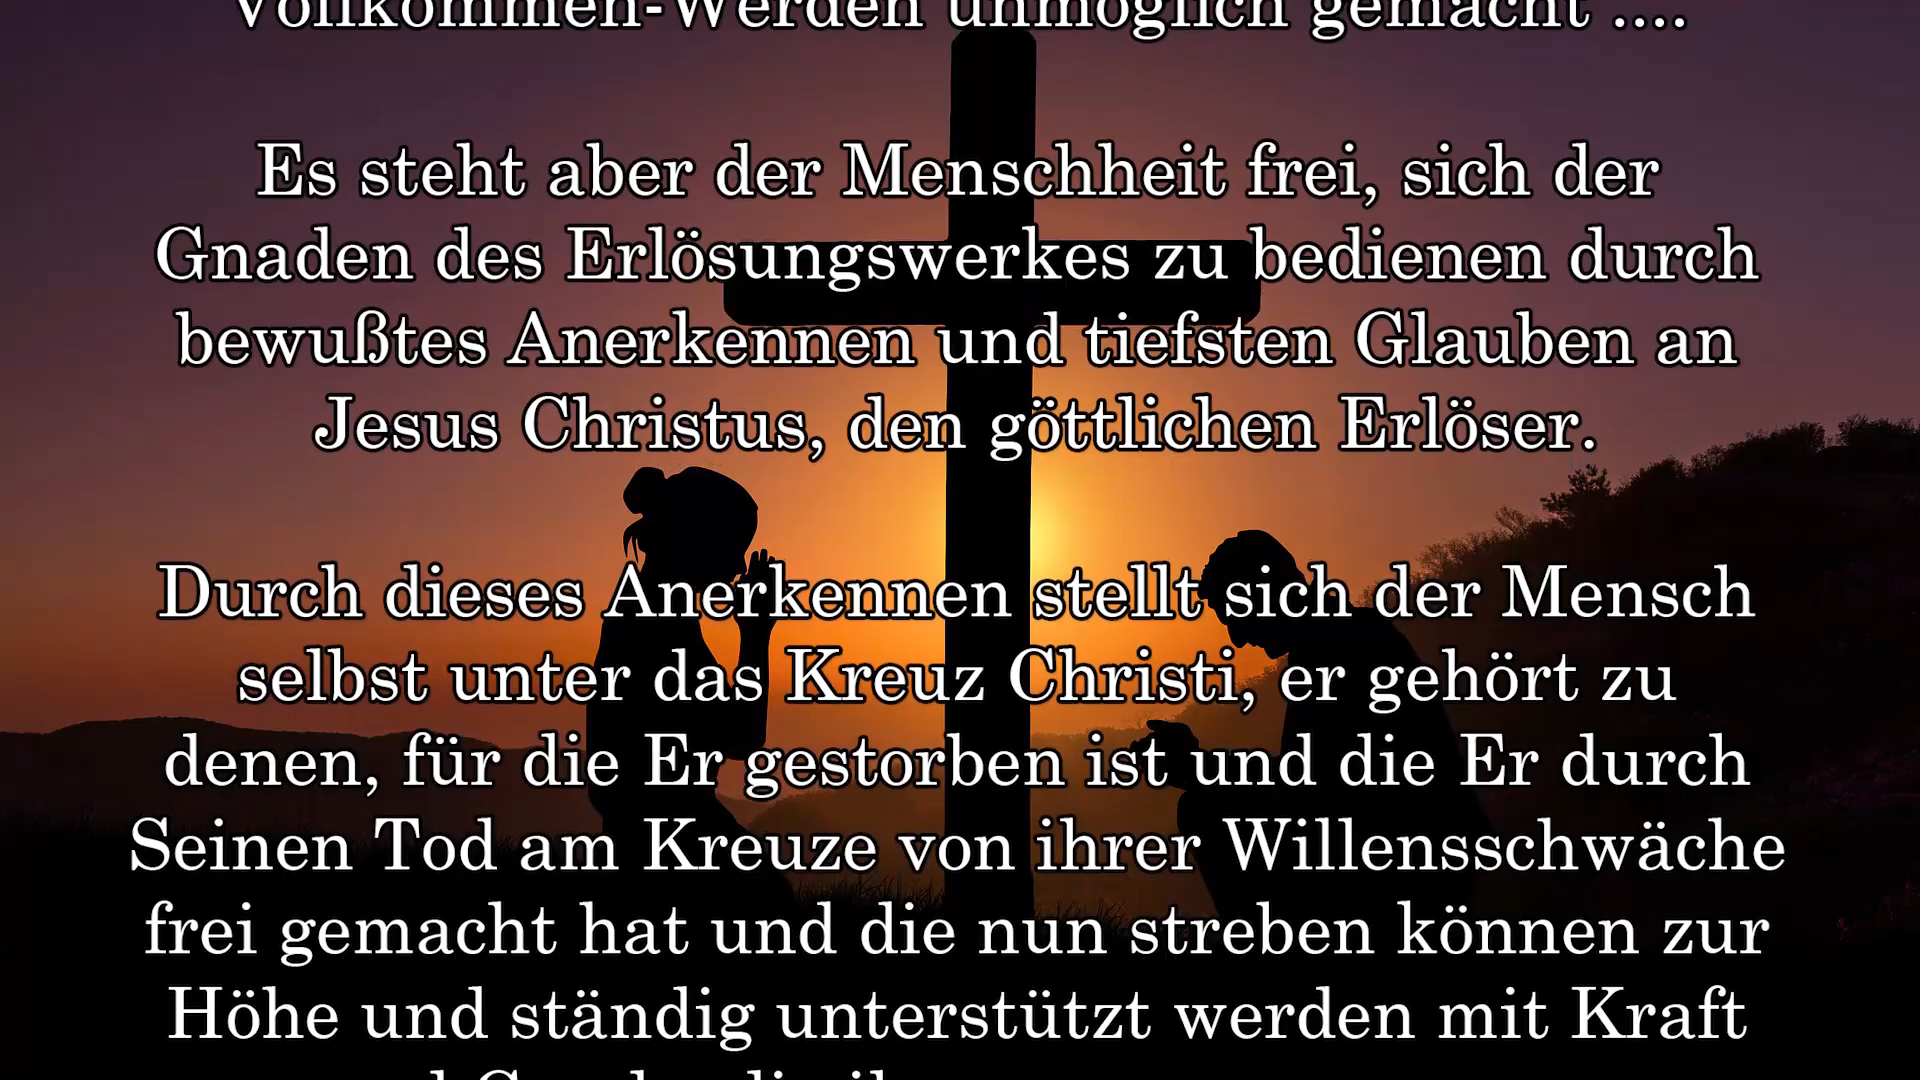 Vollkommen-Werden unmöglich gemacht ....
Es steht aber der Menschheit frei, sich der
Gnaden des Erlösungswerkes zu bedienen durch
bewußtes Anerkennen und tiefsten Glauben an
Jesus Christus, den göttlichen Erlöser.
Durch dieses Anerkennen stellt sich der Mensch
selbst unter das Kreuz Christi, er gehört zu
denen, für die Er gestorben ist und die Er durch
Seinen Tod am Kreuze von ihrer Willensschwäche
frei gemacht hat und die nun streben können zur
Höhe und ständig unterstützt werden mit Kraft